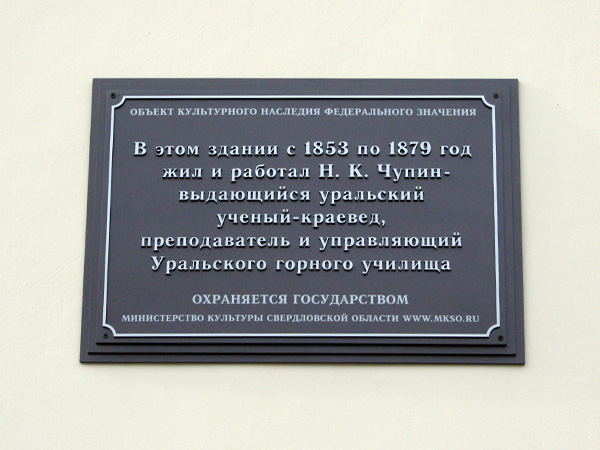 ОБЪЕКТ КУЛЬТУРНОГО НАСЛЕДИЯ ФЕДЕРАЛЬНОГО ЗНАЧЕНИЯ
В этом здании с 1853 по 1879 год
жил и работал Н. К. Чупин-
выдающийся уральский
ученый-краевед,
преподаватель и управляющий
Уральского горного училища
ОХРАНЯЕТСЯ ГОСУДАРСТВОМ
МИНИСТЕРСТВО КУЛЬТУРЫ СВЕРДЛОВСКОЙ ОБЛАСТИ WWW.MKSO.RU